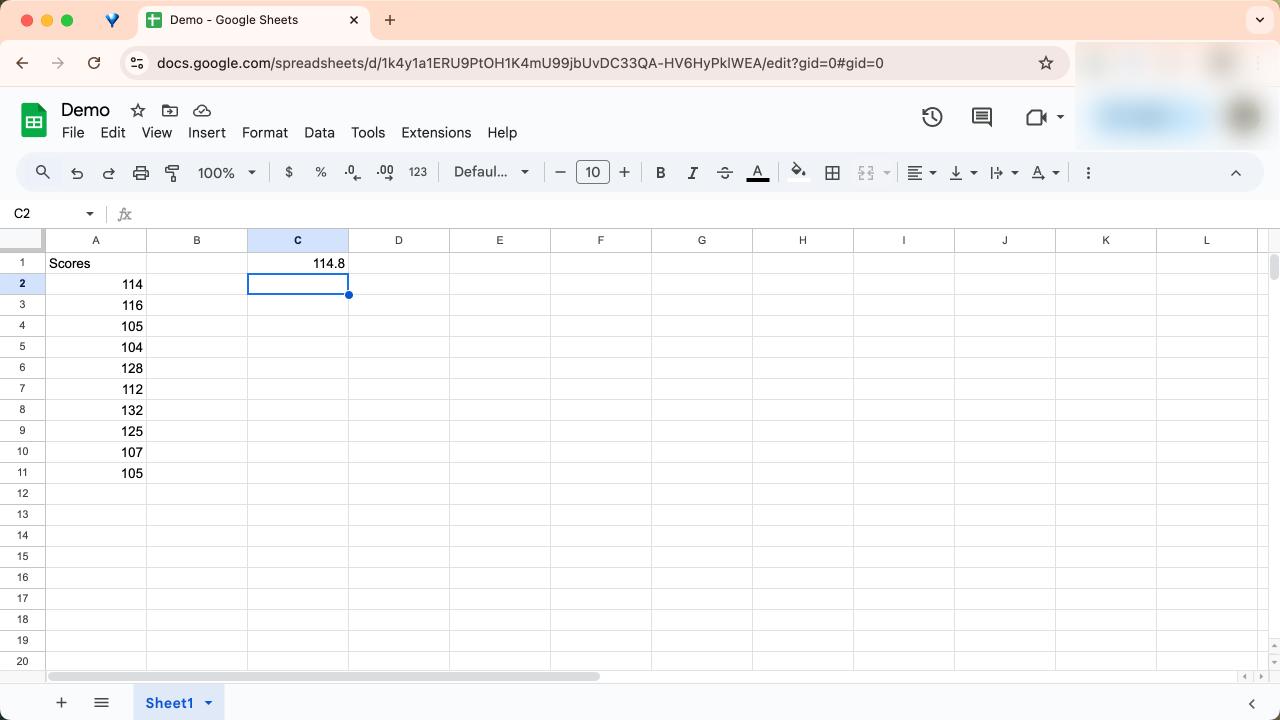 Demo - Google Sheets
docs.google.com/spreadsheets/d/1k4y1a1ERU9PtOH1K4mU99jbUvDC33QA-HV6HyPklWEA/edit?gid=0#gid=0
Demo
File Edit View Insert Format Data Tools Extensions Help
100% $ % .0 .00 123 Defaul... 10 B I A A
C2 fx
A B C D E F G H I J K L
1 Scores 114.8
2 114
3 116
4 105
5 104
6 128
7 112
8 132
9 125
10 107
11 105
12
13
14
15
16
17
18
19
20
Sheet1